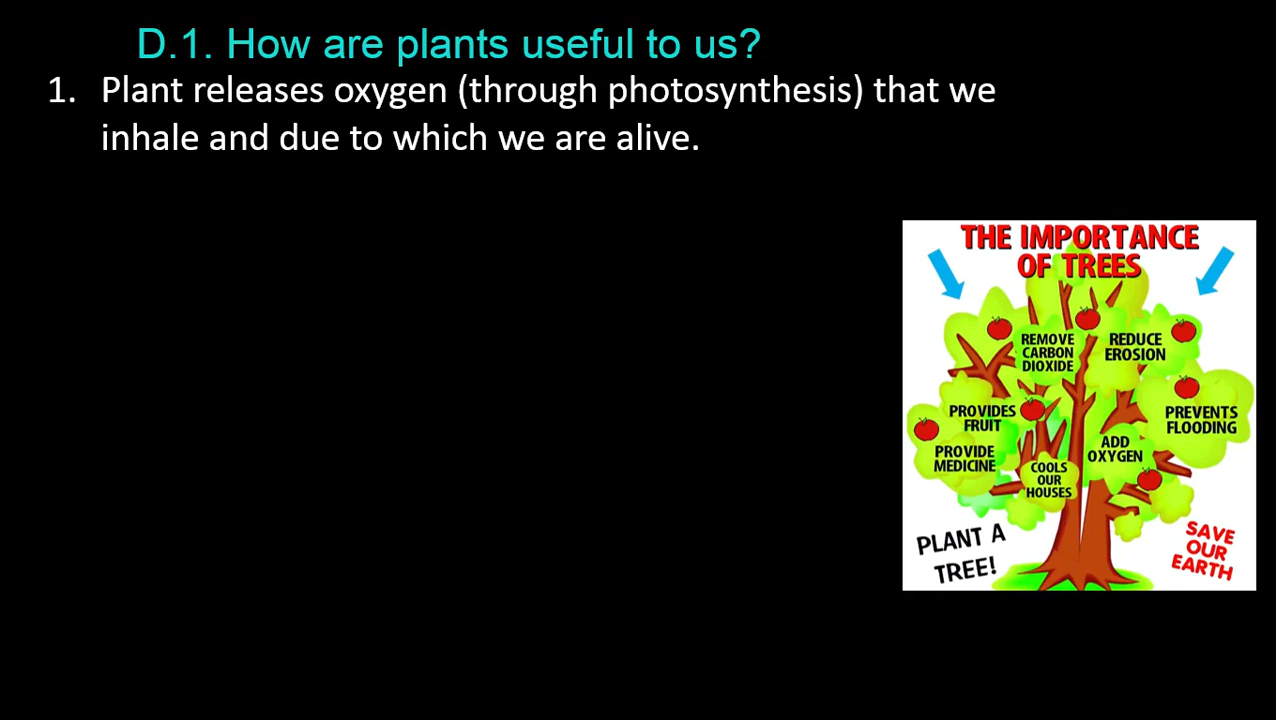 D.1. How are plants useful to us?
1. Plant releases oxygen (through photosynthesis) that we
inhale and due to which we are alive.
THE IMPORTANCE
OF TREES
REMOVE
CARBON
DIOXIDE
REDUCE
EROSION
PROVIDES
FRUIT
PREVENTS
FLOODING
PROVIDE
MEDICINE
ADD
OXYGEN
COOLS
OUR
HOUSES
PLANT A
TREE!
SAVE
OUR
EARTH